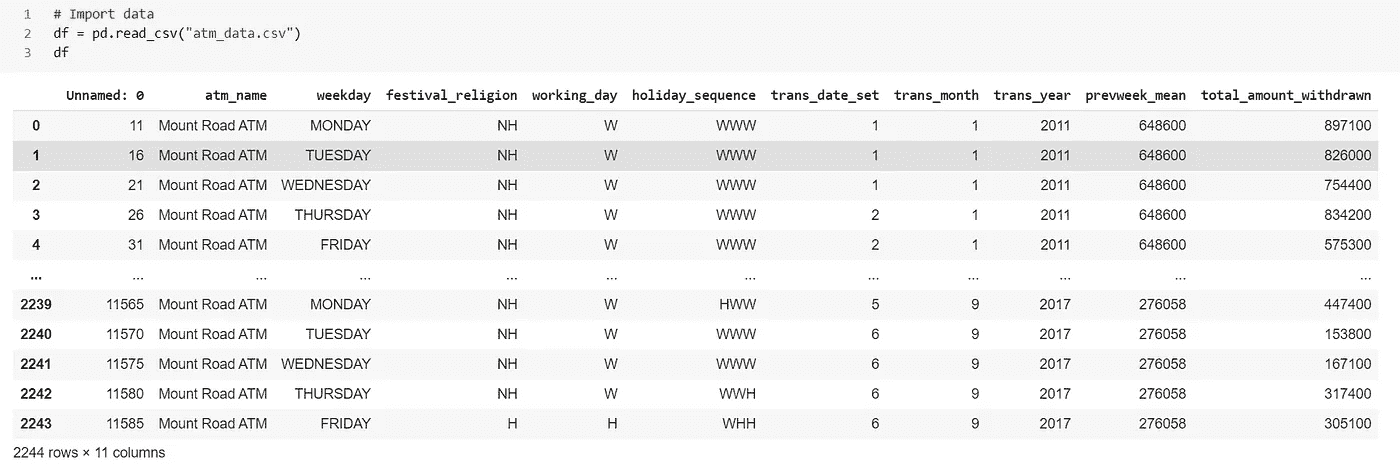 1 # Import data
2 df = pd.read_csv("atm_data.csv")
3 df
Unnamed: 0 atm_name weekday festival_religion working_day holiday_sequence trans_date_set trans_month trans_year prevweek_mean total_amount_withdrawn
0 11 Mount Road ATM MONDAY NH W WWW 1 1 2011 648600 897100
1 16 Mount Road ATM TUESDAY NH W WWW 1 1 2011 648600 826000
2 21 Mount Road ATM WEDNESDAY NH W WWW 1 1 2011 648600 754400
3 26 Mount Road ATM THURSDAY NH W WWW 2 1 2011 648600 834200
4 31 Mount Road ATM FRIDAY NH W WWW 2 1 2011 648600 575300
... ... ... ... ... ... ... ... ... ... ... ...
2239 11565 Mount Road ATM MONDAY NH W HWW 5 9 2017 276058 447400
2240 11570 Mount Road ATM TUESDAY NH W WWW 6 9 2017 276058 153800
2241 11575 Mount Road ATM WEDNESDAY NH W WWW 6 9 2017 276058 167100
2242 11580 Mount Road ATM THURSDAY NH W WWH 6 9 2017 276058 317400
2243 11585 Mount Road ATM FRIDAY H H WHH 6 9 2017 276058 305100
2244 rows × 11 columns